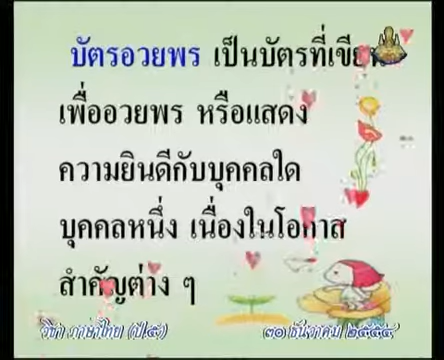 บัตรอวยพร เป็นบัตรที่เขียน
เพื่ออวยพร หรือแสดง
ความยินดีกับบุคคลใด
บุคคลหนึ่ง เนื่องในโอกาส
สำคัญต่าง ๆ
วิชา ภาษาไทย (ป.๕) ๓๐ ธันวาคม ๒๕๕๔